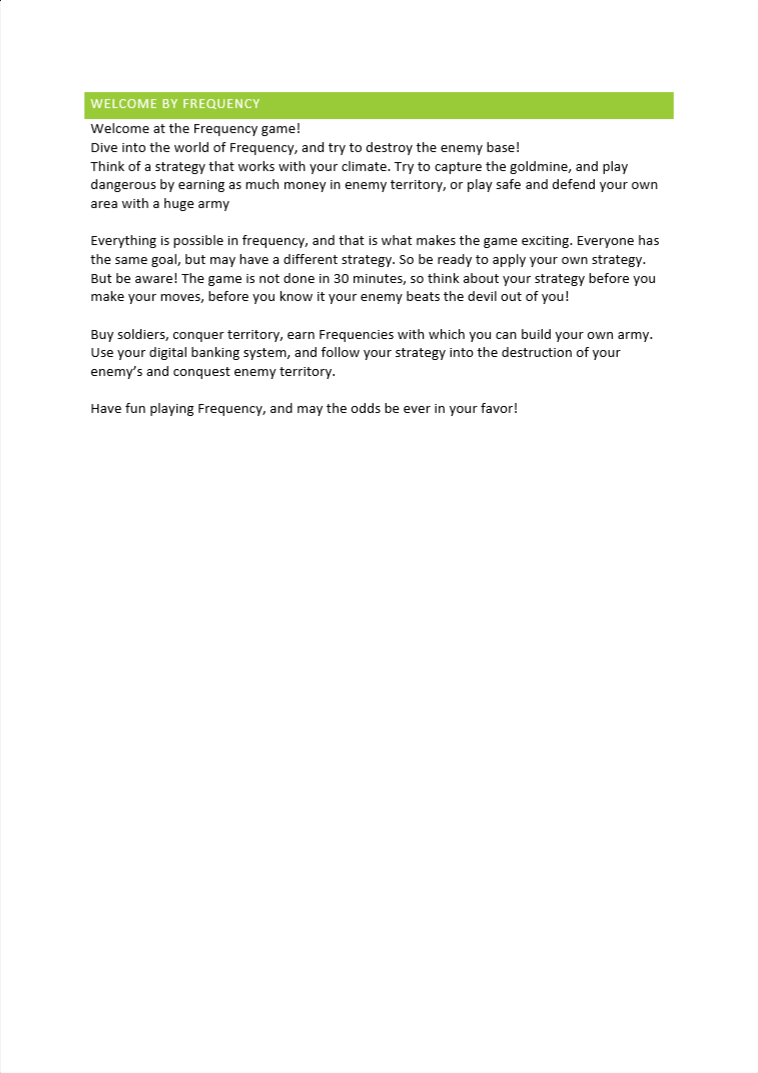 WELCOME BY FREQUENCY
Welcome at the Frequency game!
Dive into the world of Frequency, and try to destroy the enemy base!
Think of a strategy that works with your climate. Try to capture the goldmine, and play
dangerous by earning as much money in enemy territory, or play safe and defend your own
area with a huge army
Everything is possible in frequency, and that is what makes the game exciting. Everyone has
the same goal, but may have a different strategy. So be ready to apply your own strategy.
But be aware! The game is not done in 30 minutes, so think about your strategy before you
make your moves, before you know it your enemy beats the devil out of you!
Buy soldiers, conquer territory, earn Frequencies with which you can build your own army.
Use your digital banking system, and follow your strategy into the destruction of your
enemy’s and conquest enemy territory.
Have fun playing Frequency, and may the odds be ever in your favor!